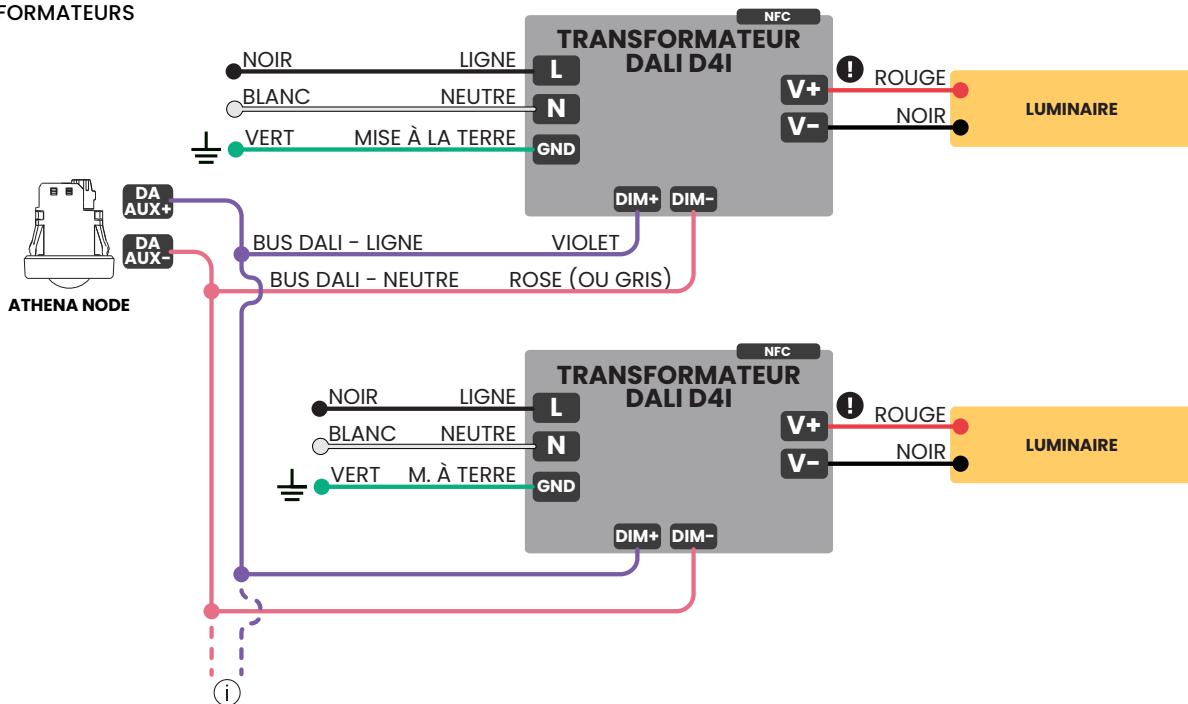 FORMATEURS
NFC
TRANSFORMATEUR
DALI D4I
NOIR LIGNE L
BLANC NEUTRE N
VERT MISE À LA TERRE GND
V+ ! ROUGE
V- NOIR
LUMINAIRE
DIM+ DIM-
DA
AUX+
DA
AUX-
ATHENA NODE
BUS DALI - LIGNE VIOLET
BUS DALI - NEUTRE ROSE (OU GRIS)
NFC
TRANSFORMATEUR
DALI D4I
NOIR LIGNE L
BLANC NEUTRE N
VERT M. À TERRE GND
V+ ! ROUGE
V- NOIR
LUMINAIRE
DIM+ DIM-
i